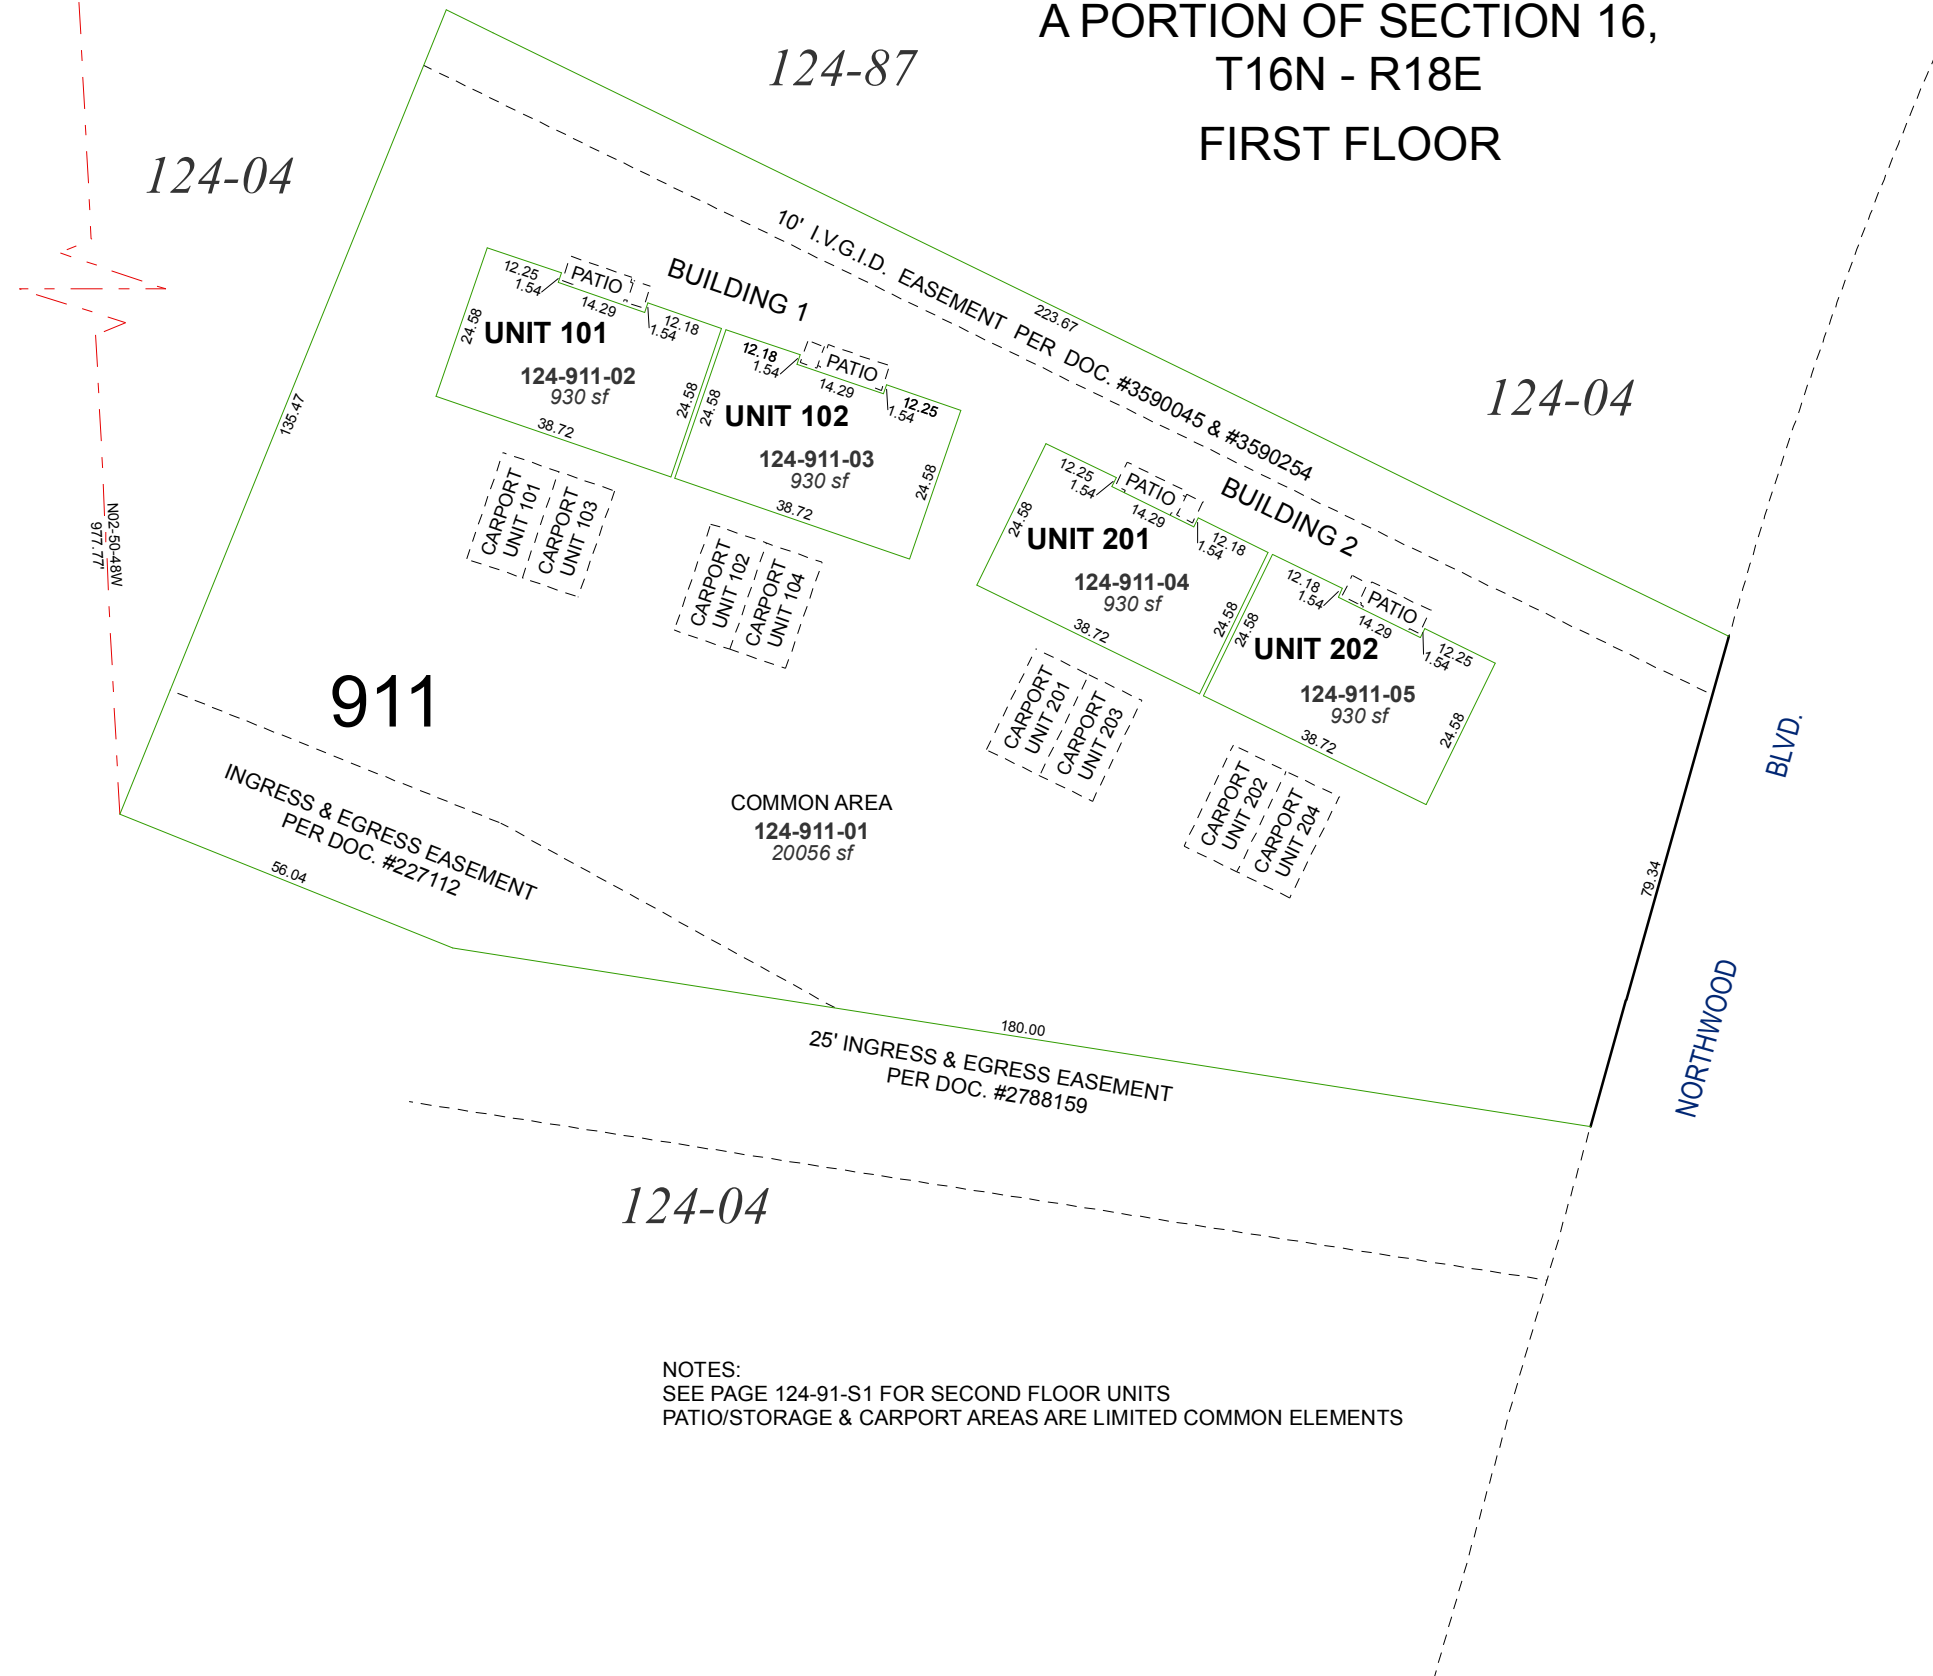 A PORTION OF SECTION 16,
T16N - R18E
FIRST FLOOR
124-87
124-04
10' I.V.G.I.D. EASEMENT PER DOC. #3590045 & #3590254
223.67
124-04
135.47
N02-50-48W
977.77'
BUILDING 1
12.25
1.54
PATIO
14.29
12.18
1.54
24.58
UNIT 101
124-911-02
930 sf
24.58
38.72
12.18
1.54
PATIO
14.29
12.25
1.54
24.58
UNIT 102
124-911-03
930 sf
24.58
38.72
CARPORT
UNIT 101
CARPORT
UNIT 103
CARPORT
UNIT 102
CARPORT
UNIT 104
BUILDING 2
12.25
1.54
PATIO
14.29
12.18
1.54
24.58
UNIT 201
124-911-04
930 sf
24.58
38.72
12.18
1.54
PATIO
14.29
12.25
1.54
24.58
UNIT 202
124-911-05
930 sf
24.58
38.72
CARPORT
UNIT 201
CARPORT
UNIT 203
CARPORT
UNIT 202
CARPORT
UNIT 204
911
COMMON AREA
124-911-01
20056 sf
INGRESS & EGRESS EASEMENT
PER DOC. #227112
56.04
180.00
25' INGRESS & EGRESS EASEMENT
PER DOC. #2788159
79.34
NORTHWOOD
BLVD.
124-04
NOTES:
SEE PAGE 124-91-S1 FOR SECOND FLOOR UNITS
PATIO/STORAGE & CARPORT AREAS ARE LIMITED COMMON ELEMENTS